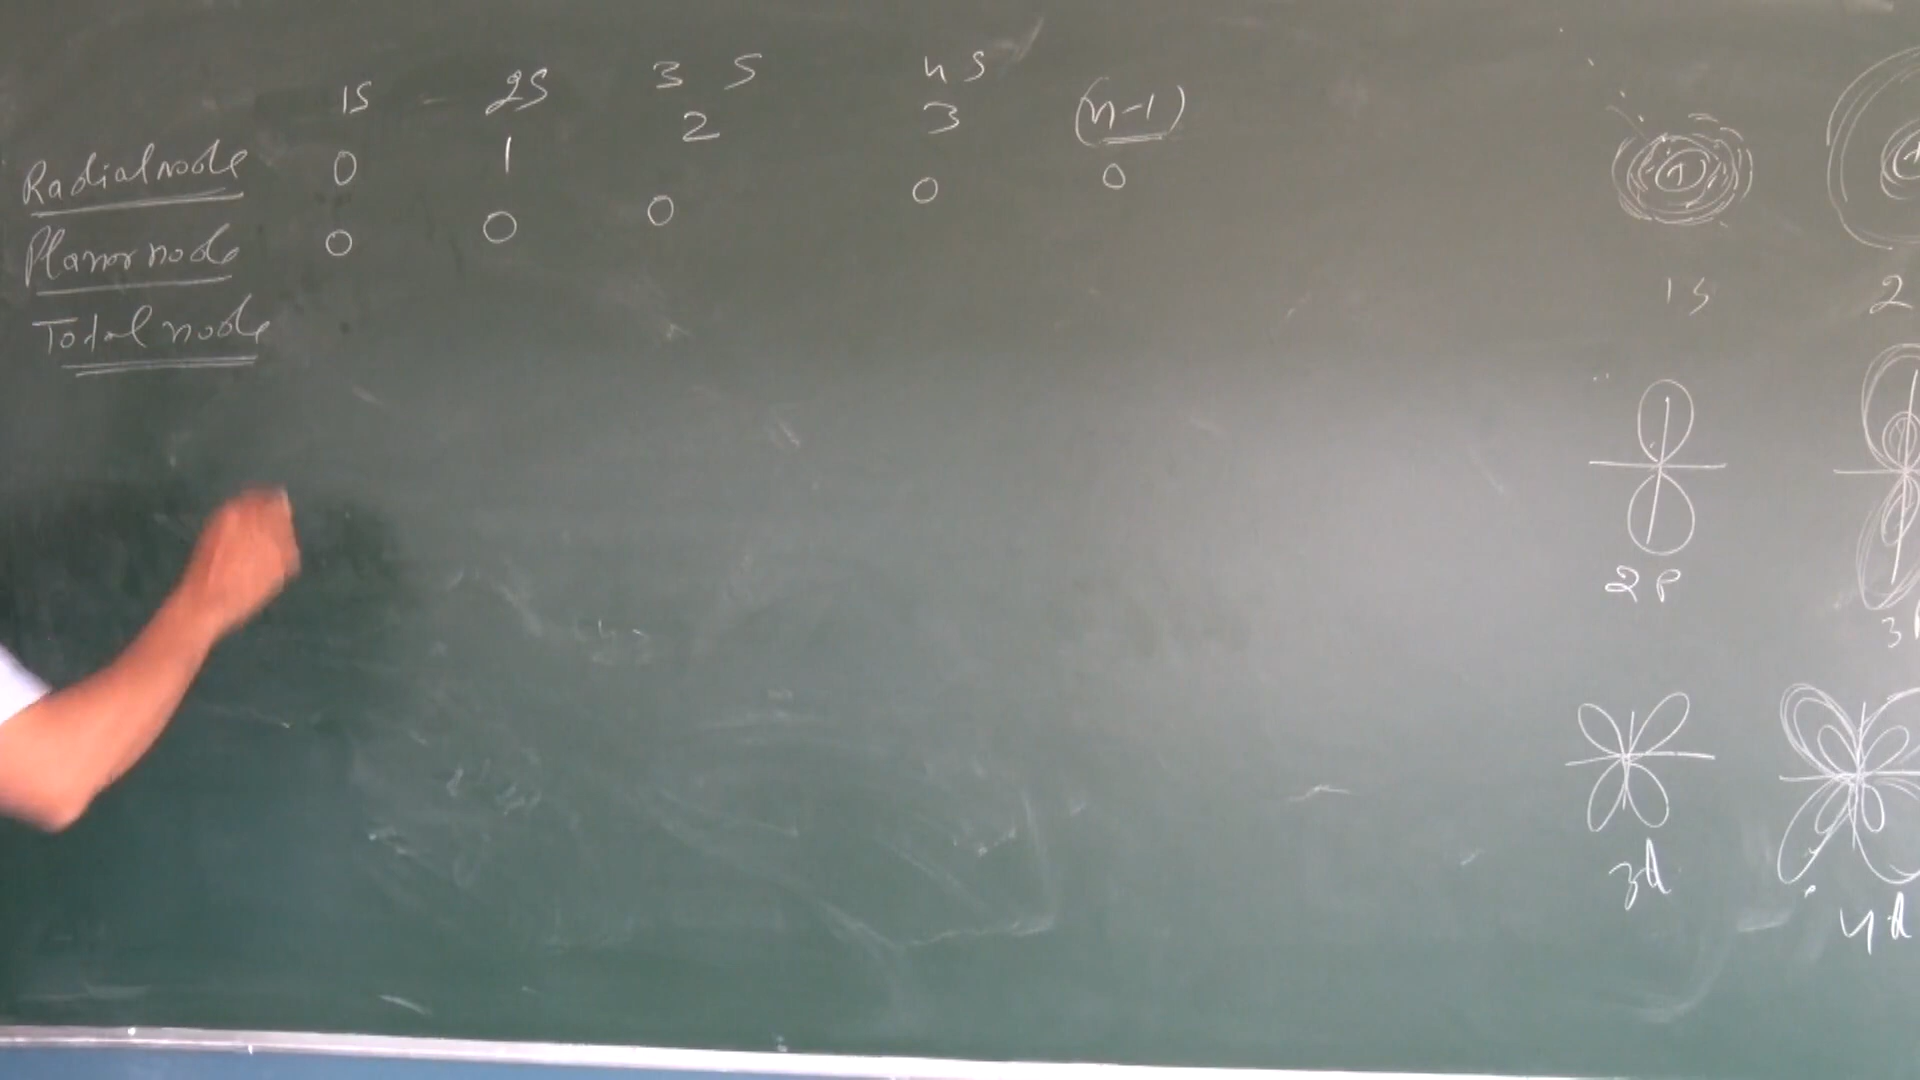 1S 2S 3 S 4 S
Radial node 0 1 2 3 (n-1)
Planar node 0 0 0 0 0
Total node
1S 2
2P 3
3d 4d